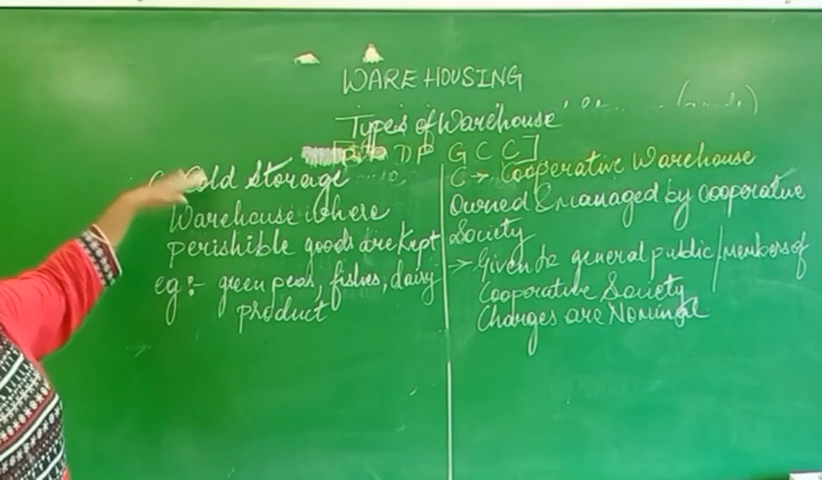 WAREHOUSING
Types of Warehouse
D P G C C]
Cold Storage
Warehouse where
perishible goods are kept
eg:- green peas, fishes, dairy
product
C → Cooperative Warehouse
Owned & managed by cooperative
Society
→ Given to general public/members of
Cooperative Society
Charges are Nominal